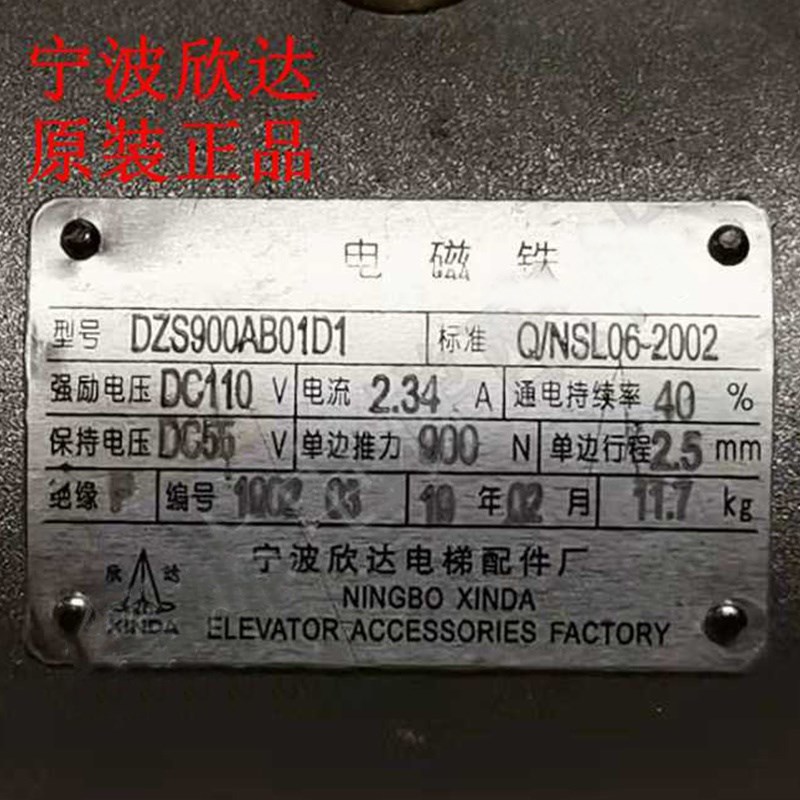 宁波欣达
原装正品
电磁铁
型号 DZS900AB01D1 标准 Q/NSL06-2002
强励电压 DC110 V 电流 2.34 A 通电持续率 40 %
保持电压 DC55 V 单边推力 900 N 单边行程 2.5 mm
绝缘 F 编号 1002 03 10 年 02 月 11.7 kg
欣 达 宁波欣达电梯配件厂
NINGBO XINDA
XINDA ELEVATOR ACCESSORIES FACTORY